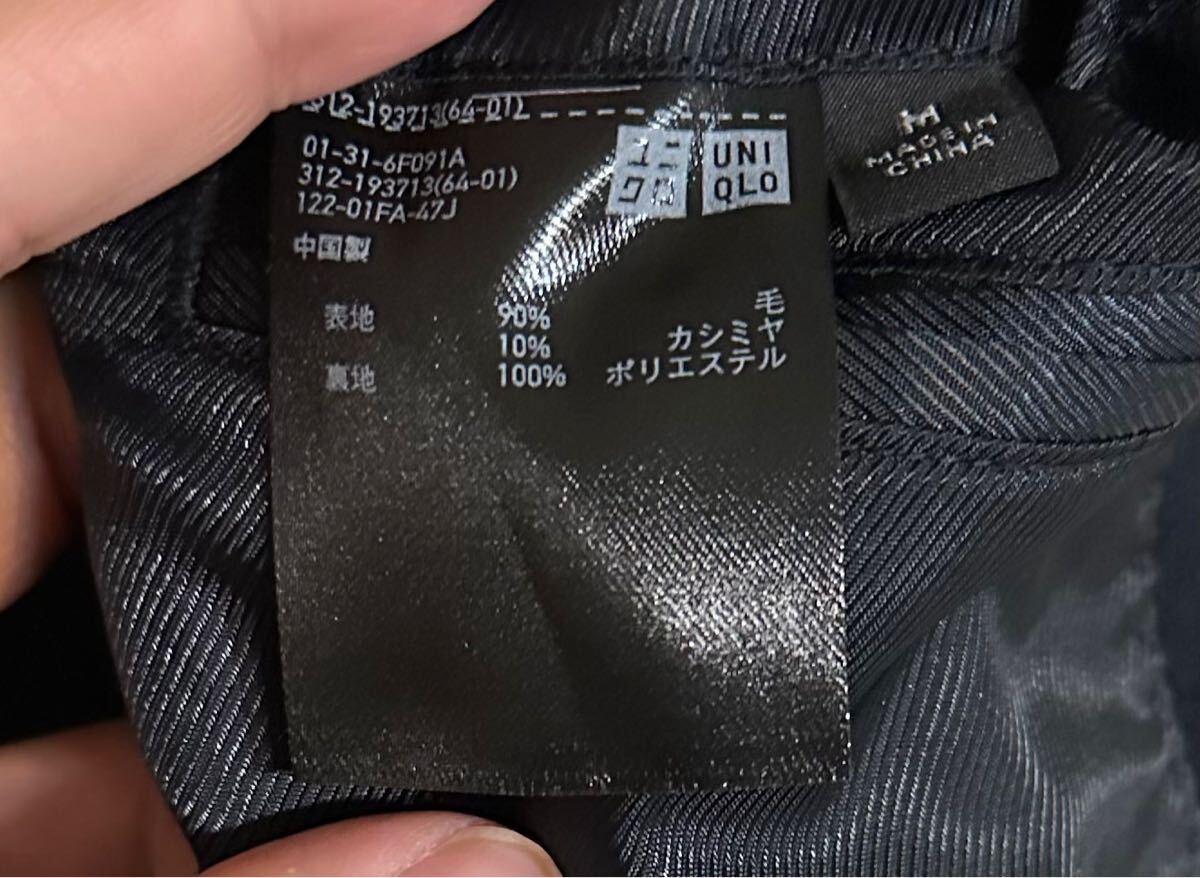 312-193713(64-01)
01-31-6F091A
312-193713(64-01)
122-01FA-47J
中国製
ユニ
クロ
UNI
QLO
M
MADE IN
CHINA
表地 90% 毛
10% カシミヤ
裏地 100% ポリエステル